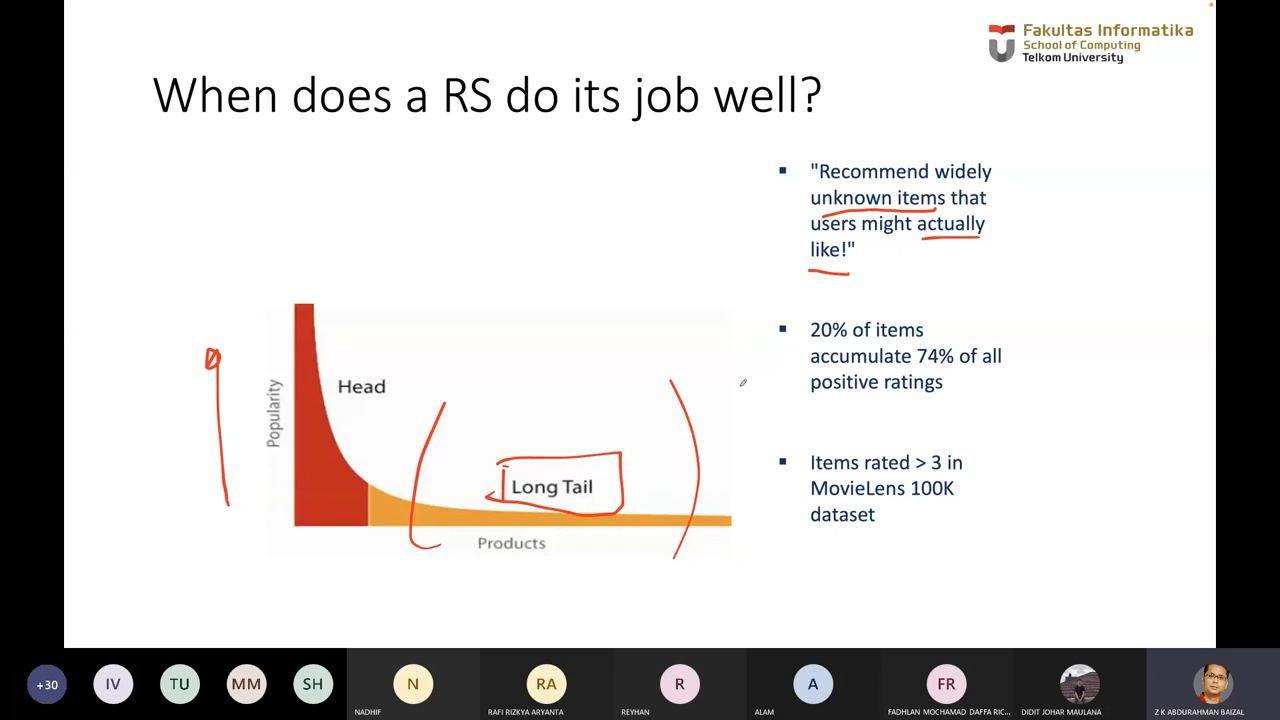 Fakultas Informatika
School of Computing
Telkom University
When does a RS do its job well?
"Recommend widely
unknown items that
users might actually
like!"
20% of items
accumulate 74% of all
positive ratings
Items rated > 3 in
MovieLens 100K
dataset
Popularity
Head
Long Tail
Products
+30
IV
TU
MM
SH
N
NADHIF
RA
RAFI RIZKYA ARYANTA
R
REYHAN
A
ALAM
FR
FADHLAN MOCHAMAD DAFFA RIC...
DIDIT JOHAR MAULANA
Z K ABDURAHMAN BAIZAL